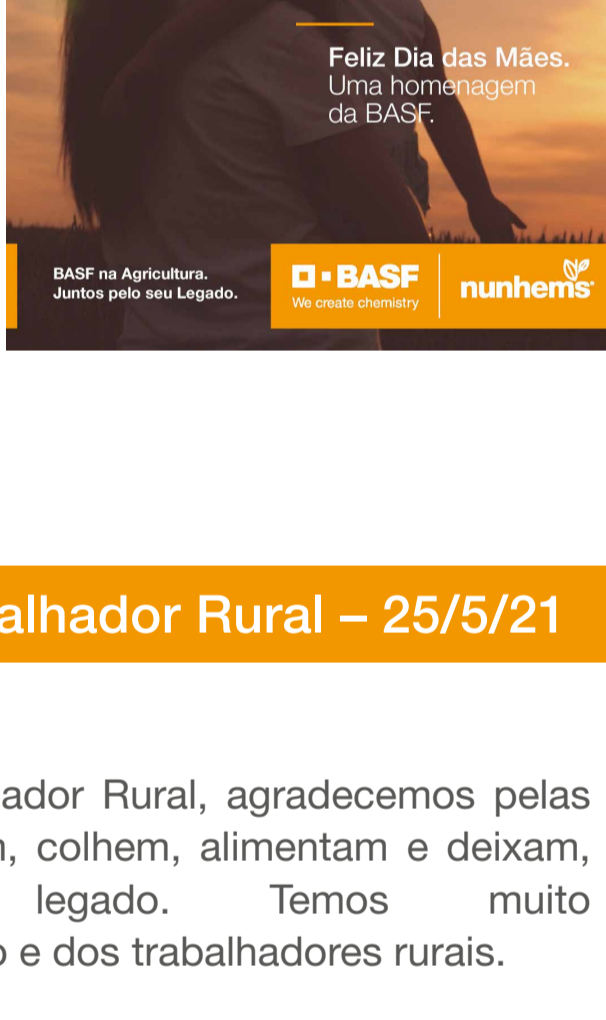 Feliz Dia das Mães.
Uma homenagem
da BASF.
BASF na Agricultura.
Juntos pelo seu Legado.
BASF
We create chemistry
nunhems
alhador Rural – 25/5/21
ador Rural, agradecemos pelas
, colhem, alimentam e deixam,
legado. Temos muito
o e dos trabalhadores rurais.